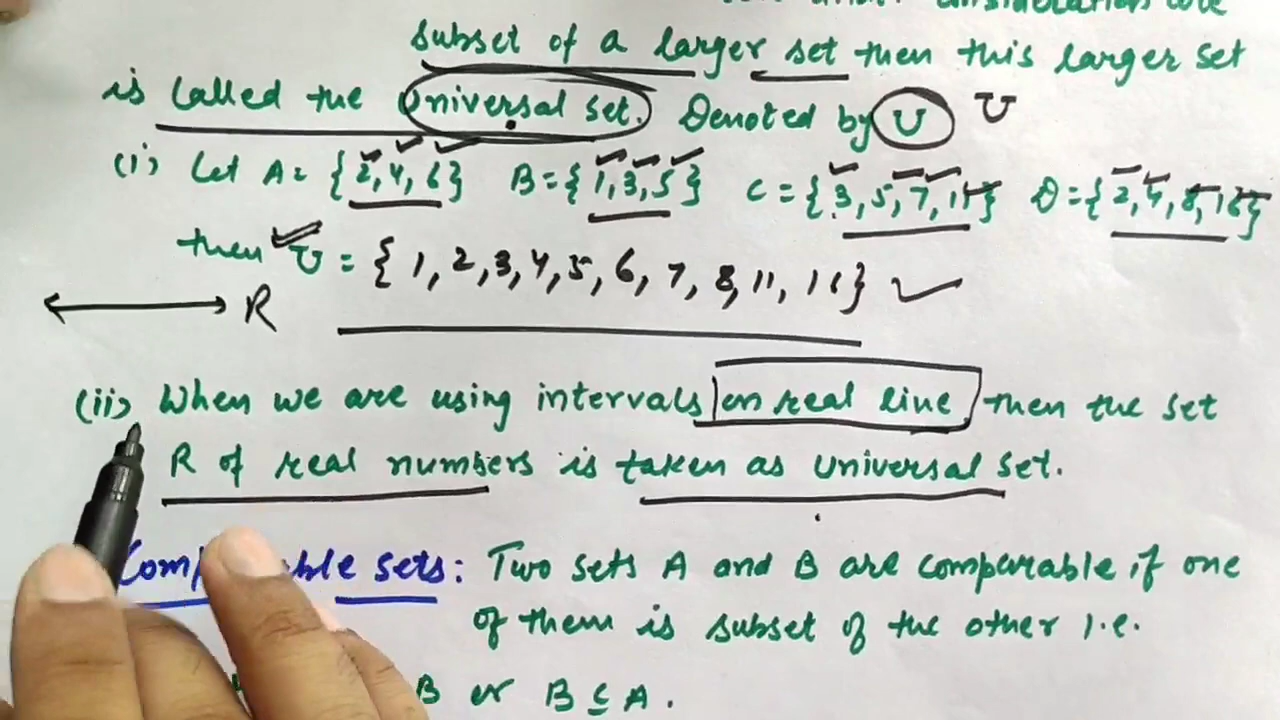 subset of a larger set then this larger set
is called the Universal set. Denoted by U U
(i) Let A = {2,4,6} B={1,3,5} C = {3,5,7,11} D={2,4,8,16}
then U = {1, 2, 3, 4, 5, 6, 7, 8, 11, 16}
R
(ii) When we are using intervals on real line then the set
R of real numbers is taken as universal set.
sets: Two sets A and B are comparable if one
of them is subset of the other i.e.
B or B ⊆ A.